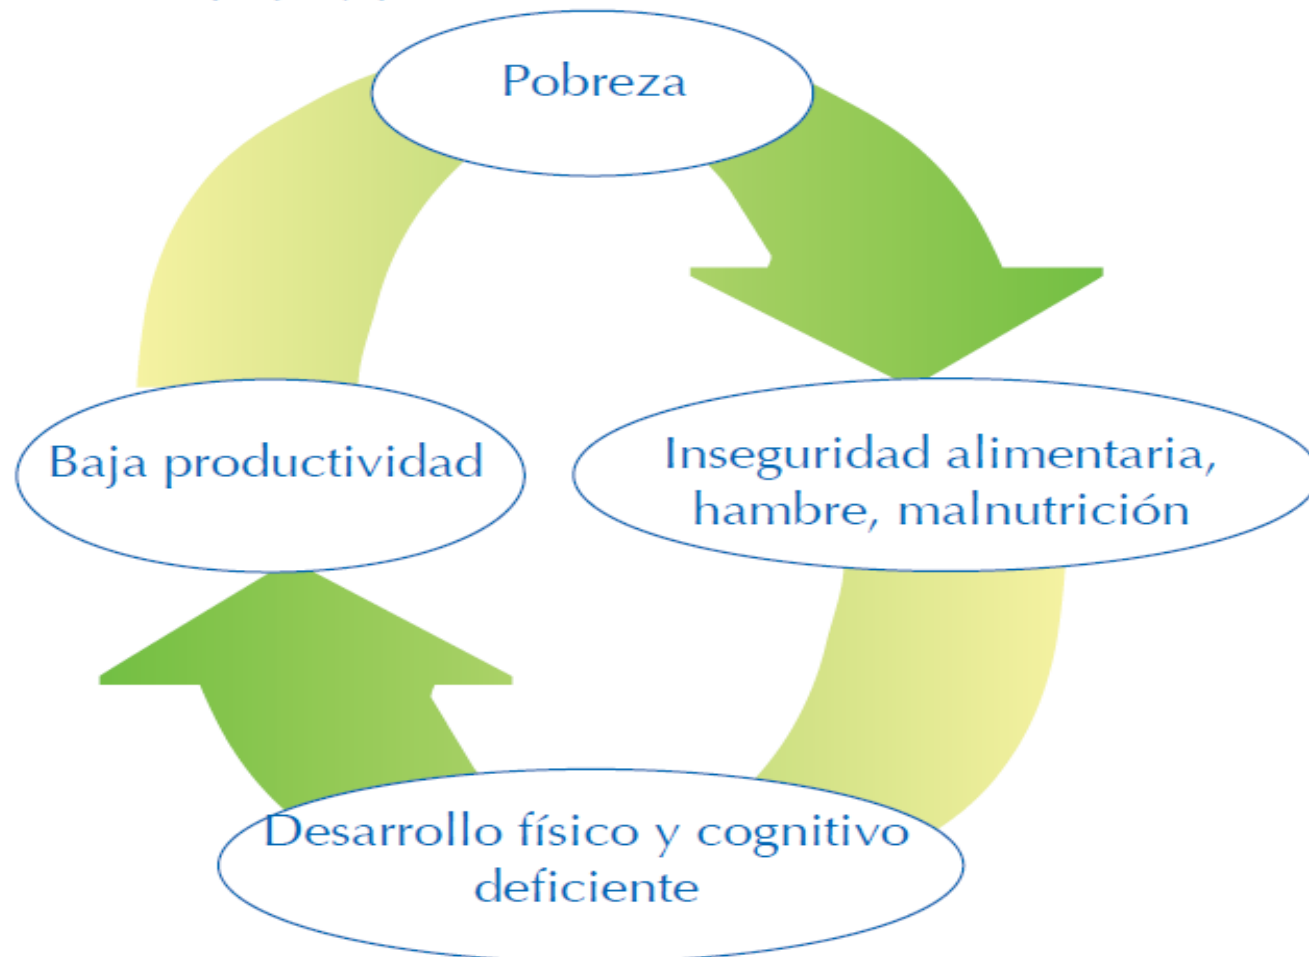 Pobreza
Baja productividad
Inseguridad alimentaria,
hambre, malnutrición
Desarrollo físico y cognitivo
deficiente